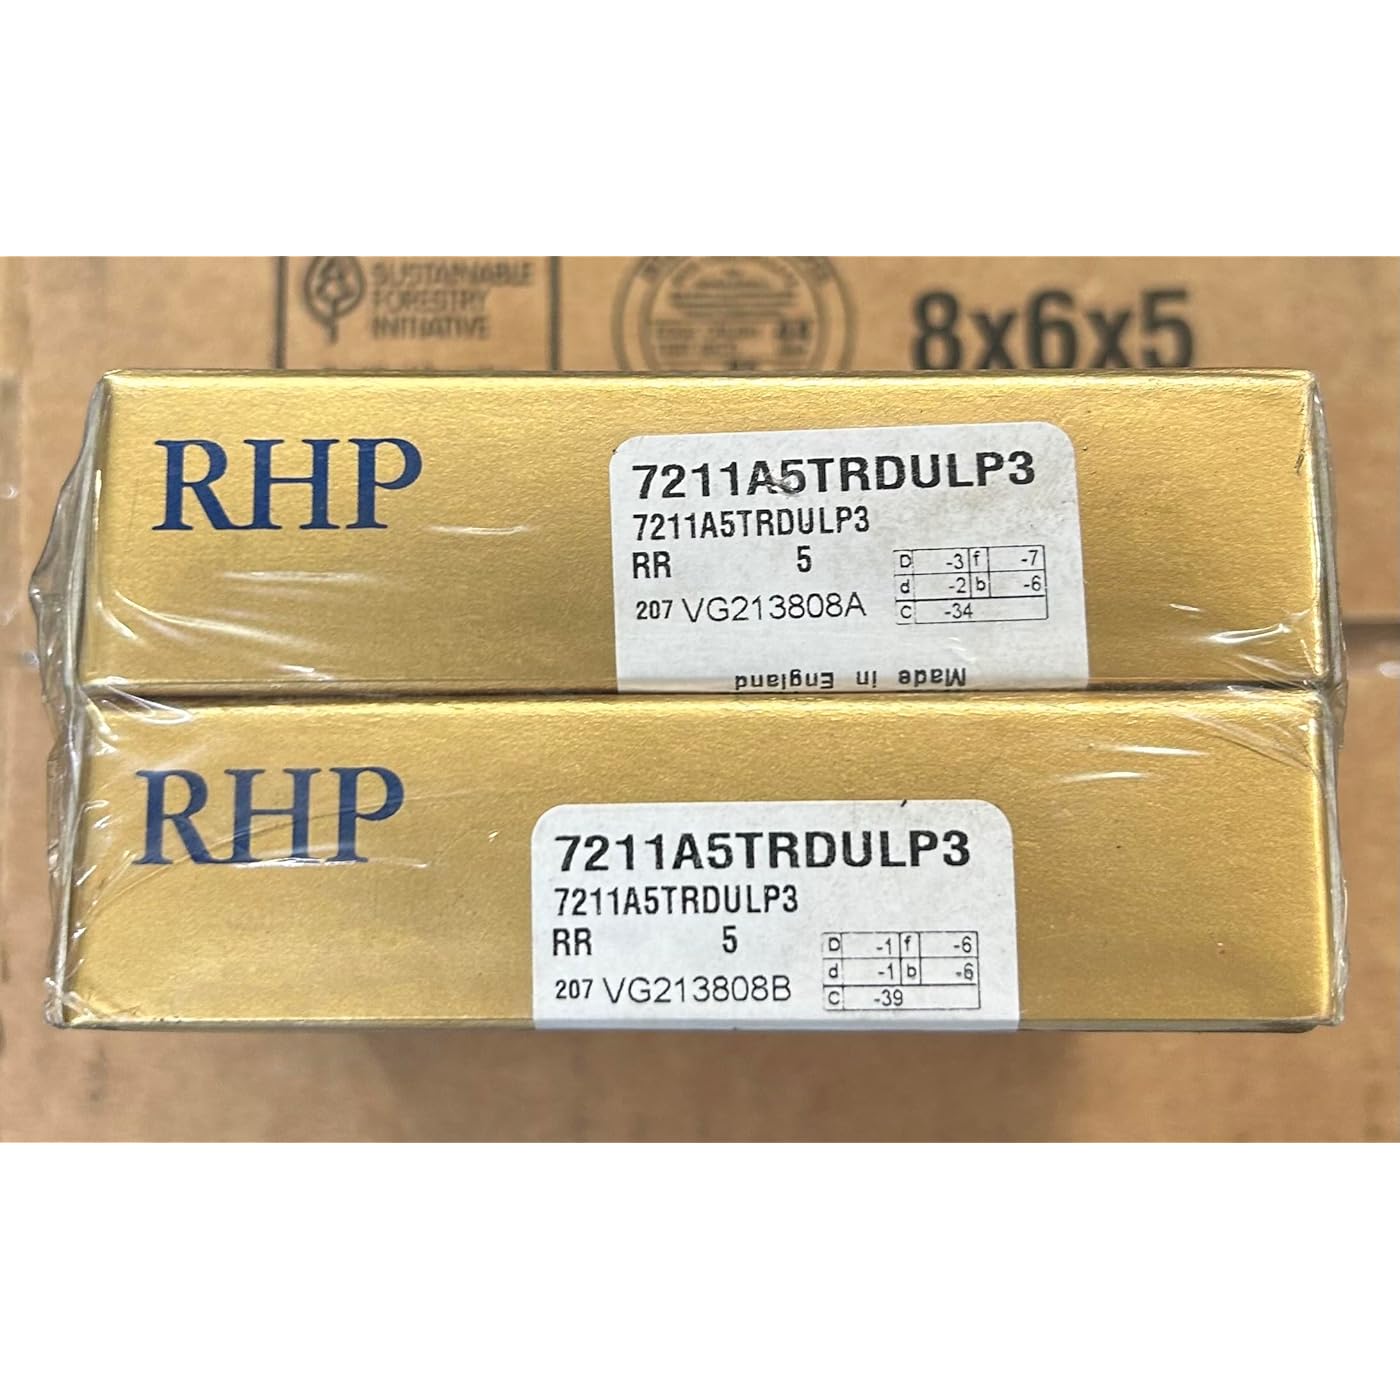 SUSTAINABLE
FORESTRY
INITIATIVE
8x6x5
RHP
7211A5TRDULP3
7211A5TRDULP3
RR 5
D -3 f -7
d -2 b -6
C -34
207 VG213808A
Made in England
RHP
7211A5TRDULP3
7211A5TRDULP3
RR 5
D -1 f -6
d -1 b -6
C -39
207 VG213808B